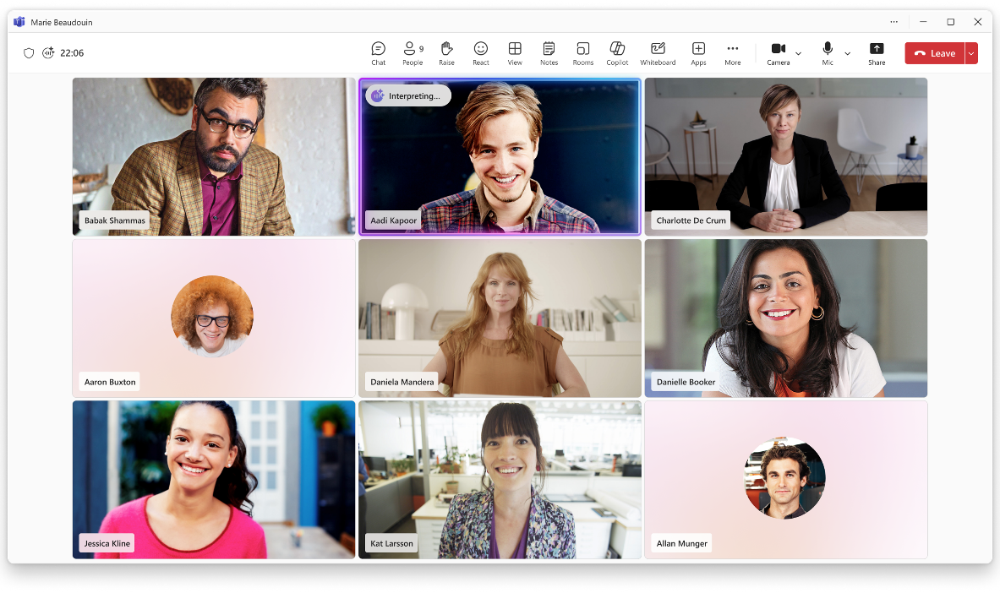 Marie Beaudouin
22:06
9
Chat
People
Raise
React
View
Notes
Rooms
Copilot
Whiteboard
Apps
More
Camera
Mic
Share
Leave
Interpreting...
Babak Shammas
Aadi Kapoor
Charlotte De Crum
Aaron Buxton
Daniela Mandera
Danielle Booker
Jessica Kline
Kat Larsson
Allan Munger